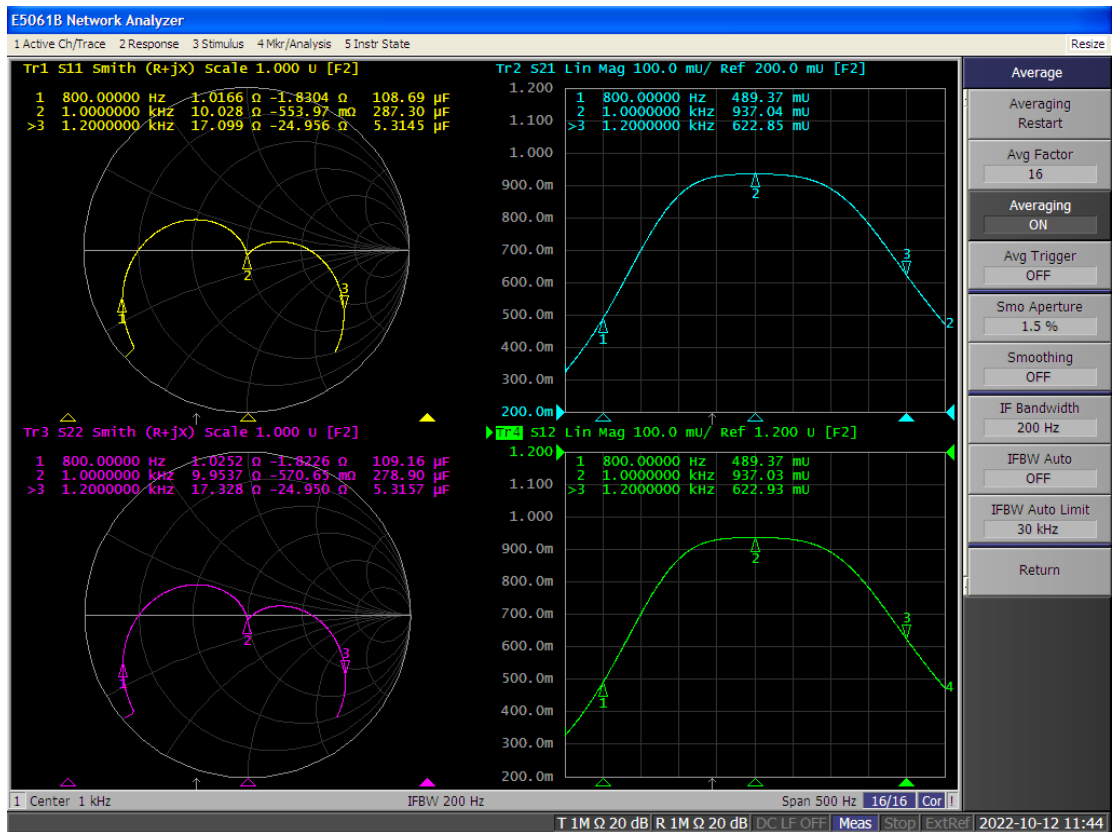 E5061B Network Analyzer
1 Active Ch/Trace 2 Response 3 Stimulus 4 Mkr/Analysis 5 Instr State
Resize
Tr1 S11 Smith (R+jX) Scale 1.000 U [F2]
1 800.00000 Hz 1.0166 Ω -1.8304 Ω 108.69 µF
2 1.0000000 kHz 10.028 Ω -553.97 mΩ 287.30 µF
>3 1.2000000 kHz 17.099 Ω -24.956 Ω 5.3145 µF
1
2
3
Tr2 S21 Lin Mag 100.0 mU/ Ref 200.0 mU [F2]
1 800.00000 Hz 489.37 mU
2 1.0000000 kHz 937.04 mU
>3 1.2000000 kHz 622.85 mU
1.200
1.100
1.000
900.0m
800.0m
700.0m
600.0m
500.0m
400.0m
300.0m
200.0m
1
2
3
2
Tr3 S22 Smith (R+jX) Scale 1.000 U [F2]
1 800.00000 Hz 1.0252 Ω -1.8226 Ω 109.16 µF
2 1.0000000 kHz 9.9537 Ω -570.65 mΩ 278.90 µF
>3 1.2000000 kHz 17.328 Ω -24.950 Ω 5.3157 µF
1
2
3
Tr4 S12 Lin Mag 100.0 mU/ Ref 1.200 U [F2]
1 800.00000 Hz 489.37 mU
2 1.0000000 kHz 937.03 mU
>3 1.2000000 kHz 622.93 mU
1.200
1.100
1.000
900.0m
800.0m
700.0m
600.0m
500.0m
400.0m
300.0m
200.0m
1
2
3
4
Average
Averaging
Restart
Avg Factor
16
Averaging
ON
Avg Trigger
OFF
Smo Aperture
1.5 %
Smoothing
OFF
IF Bandwidth
200 Hz
IFBW Auto
OFF
IFBW Auto Limit
30 kHz
Return
1 Center 1 kHz IFBW 200 Hz Span 500 Hz 16/16 Cor !
T 1M Ω 20 dB R 1M Ω 20 dB DC LF OFF Meas Stop ExtRef 2022-10-12 11:44